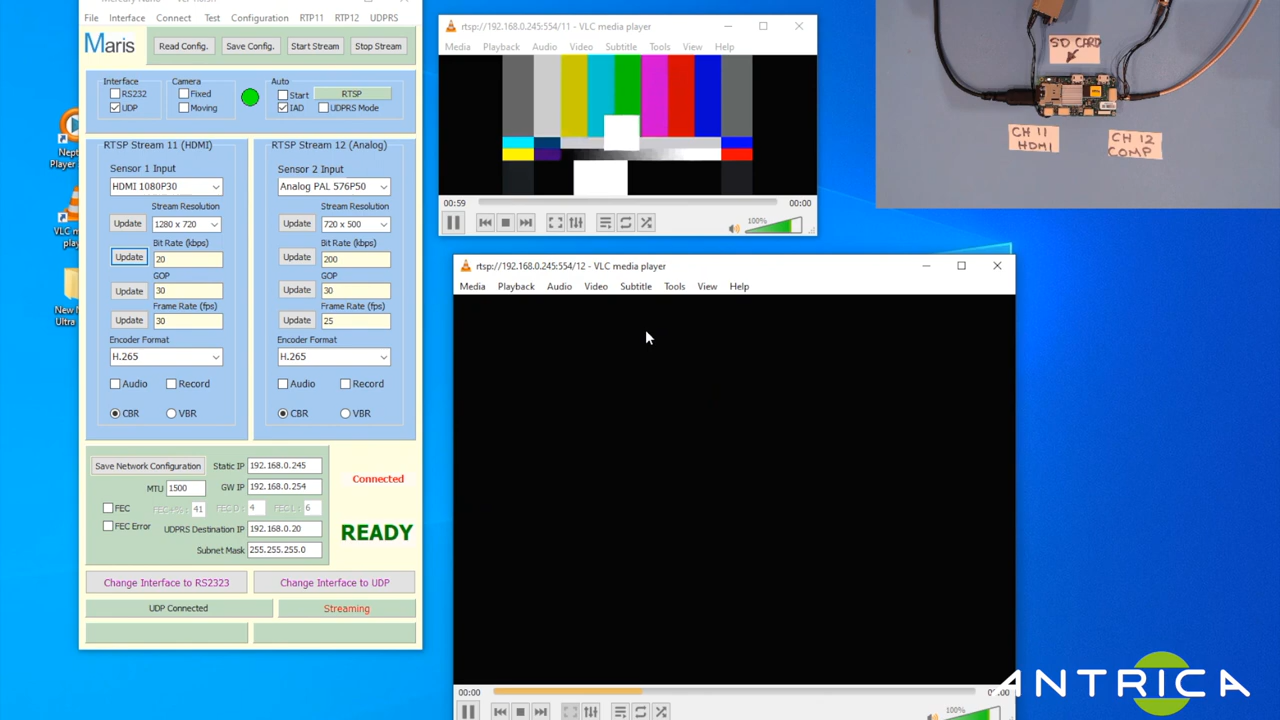 File Interface Connect Test Configuration RTP11 RTP12 UDPRS
Maris Read Config. Save Config. Start Stream Stop Stream
Interface Camera Auto
RS232 Fixed Start RTSP
UDP Moving IAD UDPRS Mode
RTSP Stream 11 (HDMI) RTSP Stream 12 (Analog)
Sensor 1 Input Sensor 2 Input
HDMI 1080P30 Analog PAL 576P50
Stream Resolution Stream Resolution
Update 1280 x 720 Update 720 x 500
Bit Rate (kbps) Bit Rate (kbps)
Update 20 Update 200
GOP GOP
Update 30 Update 30
Frame Rate (fps) Frame Rate (fps)
Update 30 Update 25
Encoder Format Encoder Format
H.265 H.265
Audio Record Audio Record
CBR VBR CBR VBR
Save Network Configuration Static IP 192.168.0.245
MTU 1500 GW IP 192.168.0.254
Connected
FEC 41 FEC D : 4 FEC L : 6
FEC Error UDPRS Destination IP 192.168.0.20
READY
Subnet Mask 255.255.255.0
Change Interface to RS2323 Change Interface to UDP
UDP Connected Streaming
rtsp://192.168.0.245:554/11 - VLC media player
Media Playback Audio Video Subtitle Tools View Help
00:59 00:00
100%
rtsp://192.168.0.245:554/12 - VLC media player
Media Playback Audio Video Subtitle Tools View Help
00:00
100%
SD CARD
CH 11
HDMI
CH 12
COMP
Nept
Player
VLC m
play
New
Ultra
ANTRICA